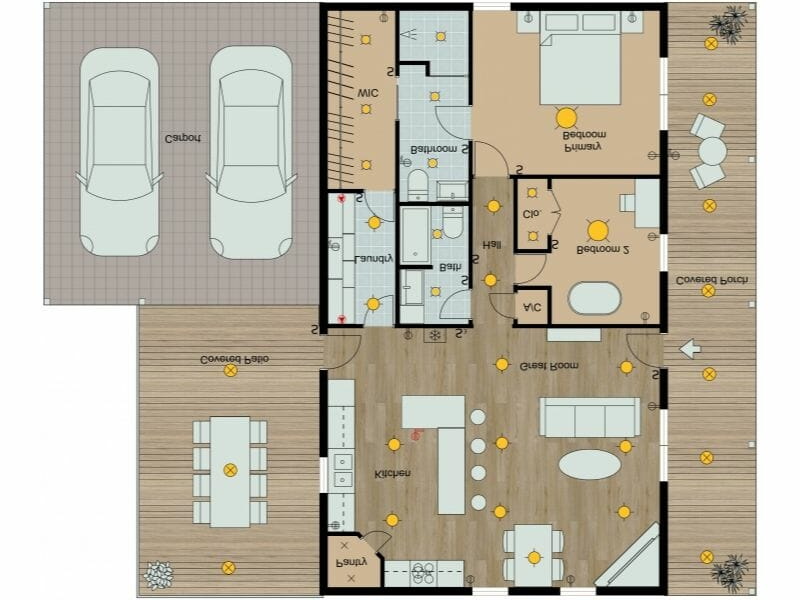 WIC
Carport
Bathroom
Bedroom
Primary
Clo.
Hall
Bedroom 2
Laundry
Bath
Covered Porch
A/C
Covered Patio
Great Room
Kitchen
Pantry
S
S
S
S
S
S
S
S
S
S
S